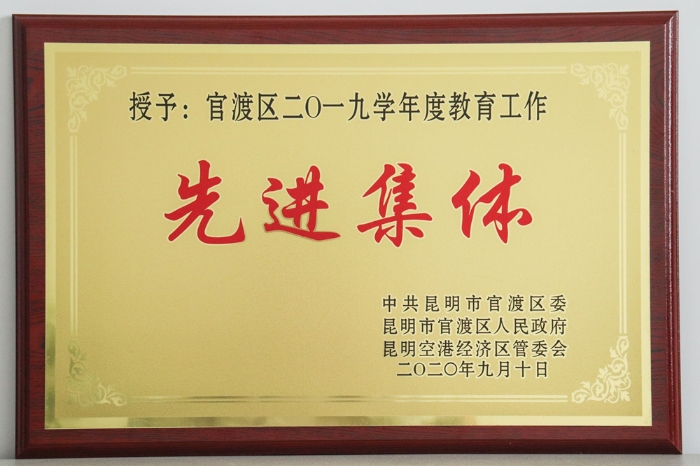 授予：官渡区二O一九学年度教育工作
先进集体
中共昆明市官渡区委
昆明市官渡区人民政府
昆明空港经济区管委会
二O二〇年九月十日